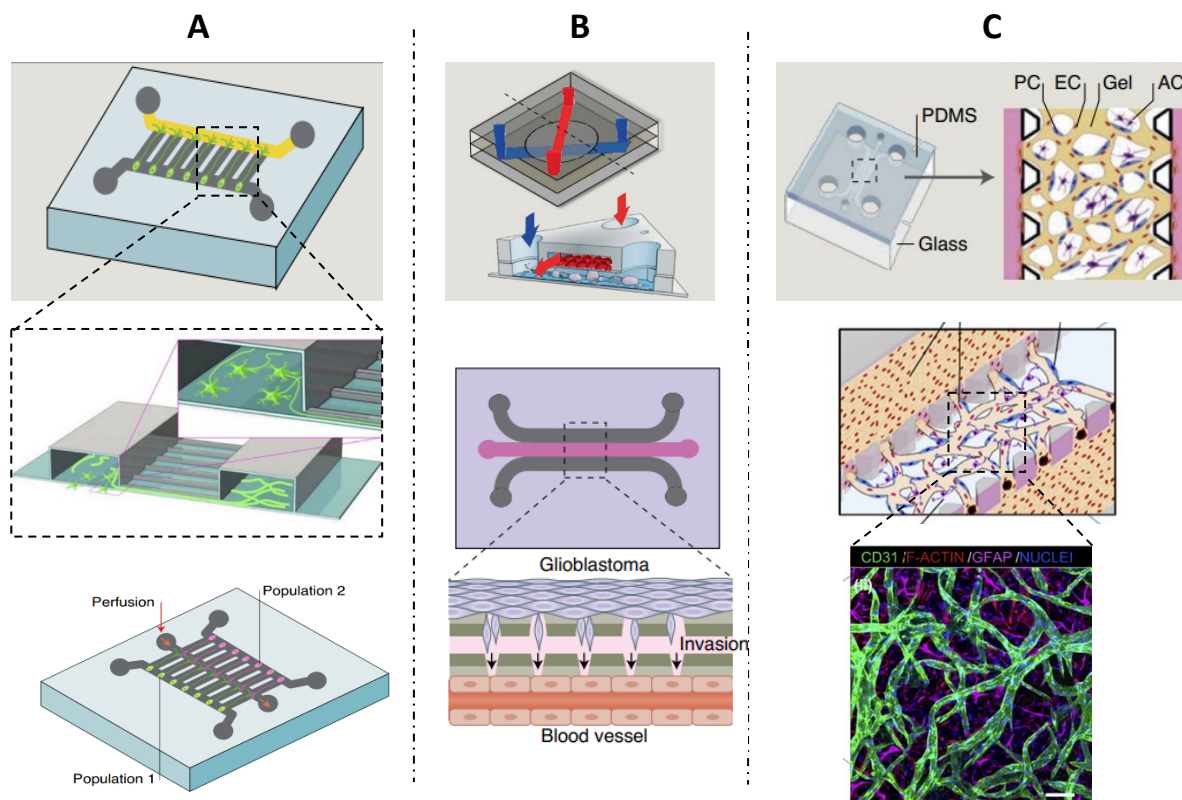 A
B
C
PC EC Gel AC
PDMS
Glass
Population 2
Perfusion
Population 1
Glioblastoma
Invasion
Blood vessel
CD31/F-ACTIN/GFAP/NUCLEI